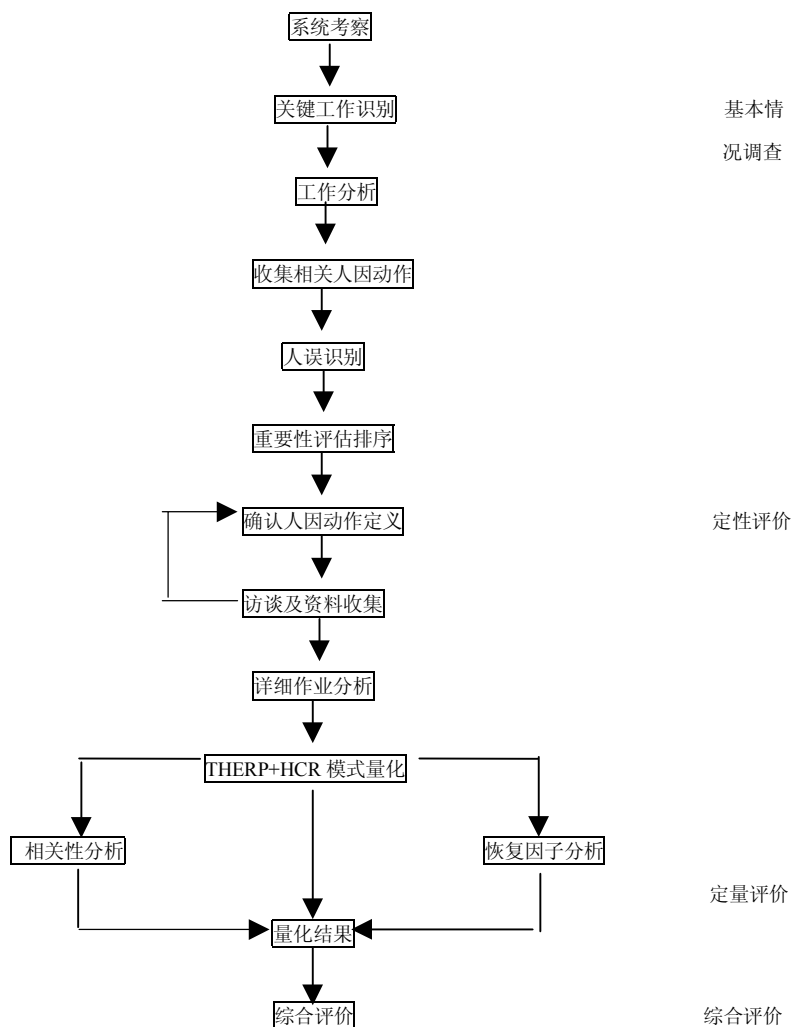 系统考察
关键工作识别
基本情
况调查
工作分析
收集相关人因动作
人误识别
重要性评估排序
确认人因动作定义
定性评价
访谈及资料收集
详细作业分析
THERP+HCR 模式量化
相关性分析
恢复因子分析
定量评价
量化结果
综合评价
综合评价